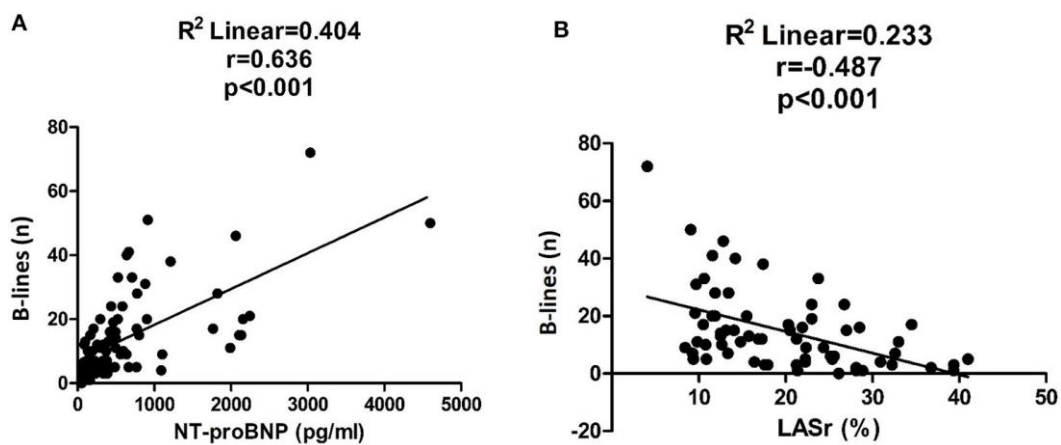 A
R² Linear=0.404
r=0.636
p<0.001
80
60
40
20
0
B-lines (n)
0 1000 2000 3000 4000 5000
NT-proBNP (pg/ml)
B
R² Linear=0.233
r=-0.487
p<0.001
80
60
40
20
0
-20
B-lines (n)
10 20 30 40 50
LASr (%)